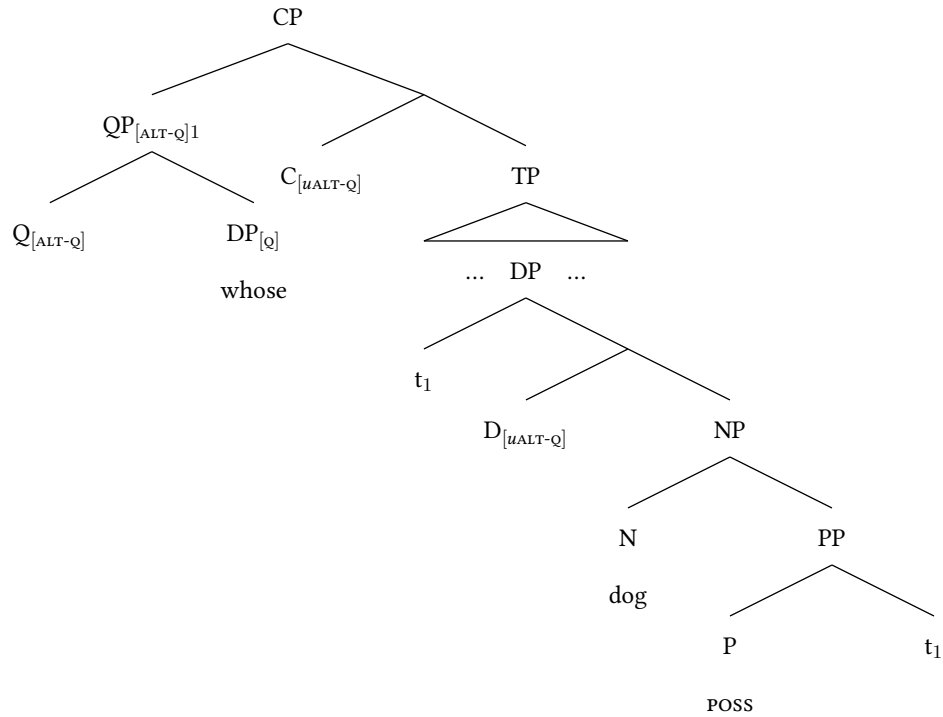 CP
QP[ALT-Q]1
C[uALT-Q]
TP
Q[ALT-Q]
DP[Q]
whose
... DP ...
t1
D[uALT-Q]
NP
N
PP
dog
P
t1
POSS